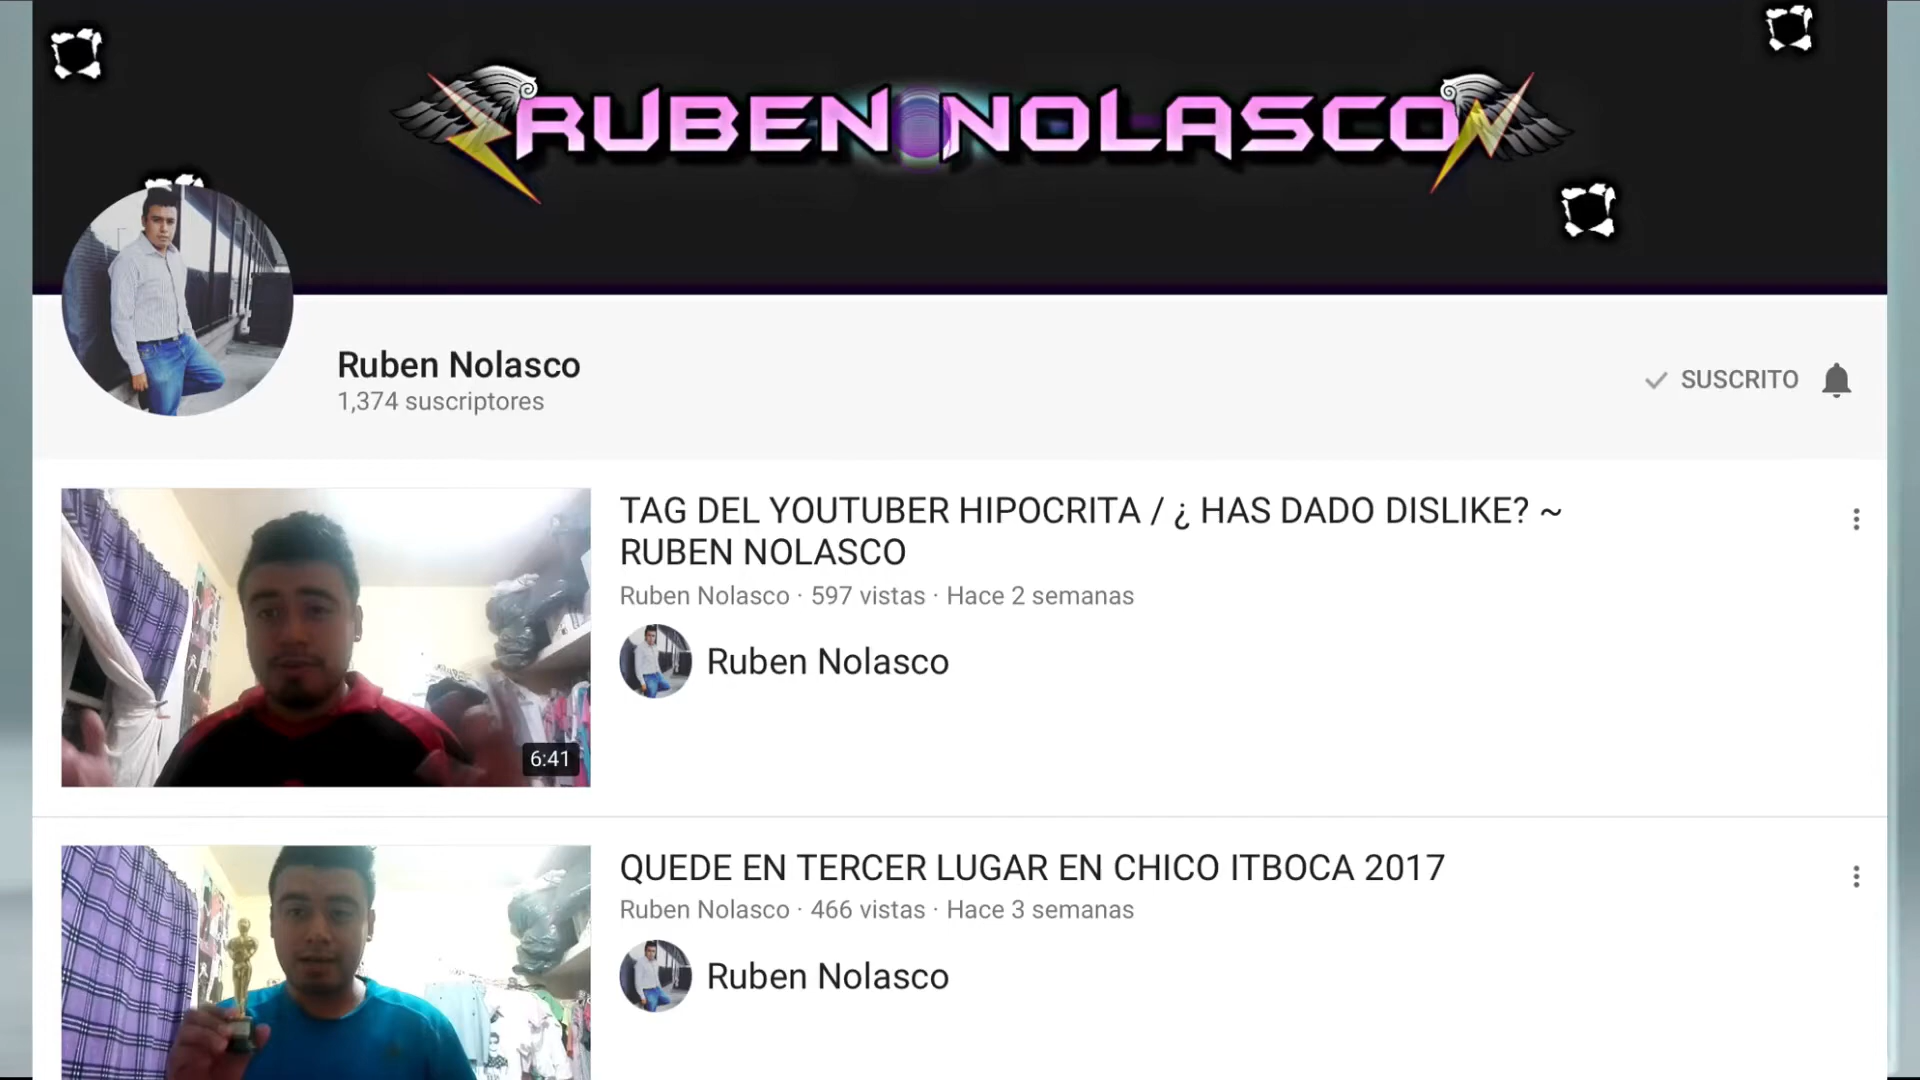 RUBEN NOLASCO
Ruben Nolasco
1,374 suscriptores
SUSCRITO
TAG DEL YOUTUBER HIPOCRITA / ¿ HAS DADO DISLIKE? ~
RUBEN NOLASCO
Ruben Nolasco · 597 vistas · Hace 2 semanas
Ruben Nolasco
6:41
QUEDE EN TERCER LUGAR EN CHICO ITBOCA 2017
Ruben Nolasco · 466 vistas · Hace 3 semanas
Ruben Nolasco